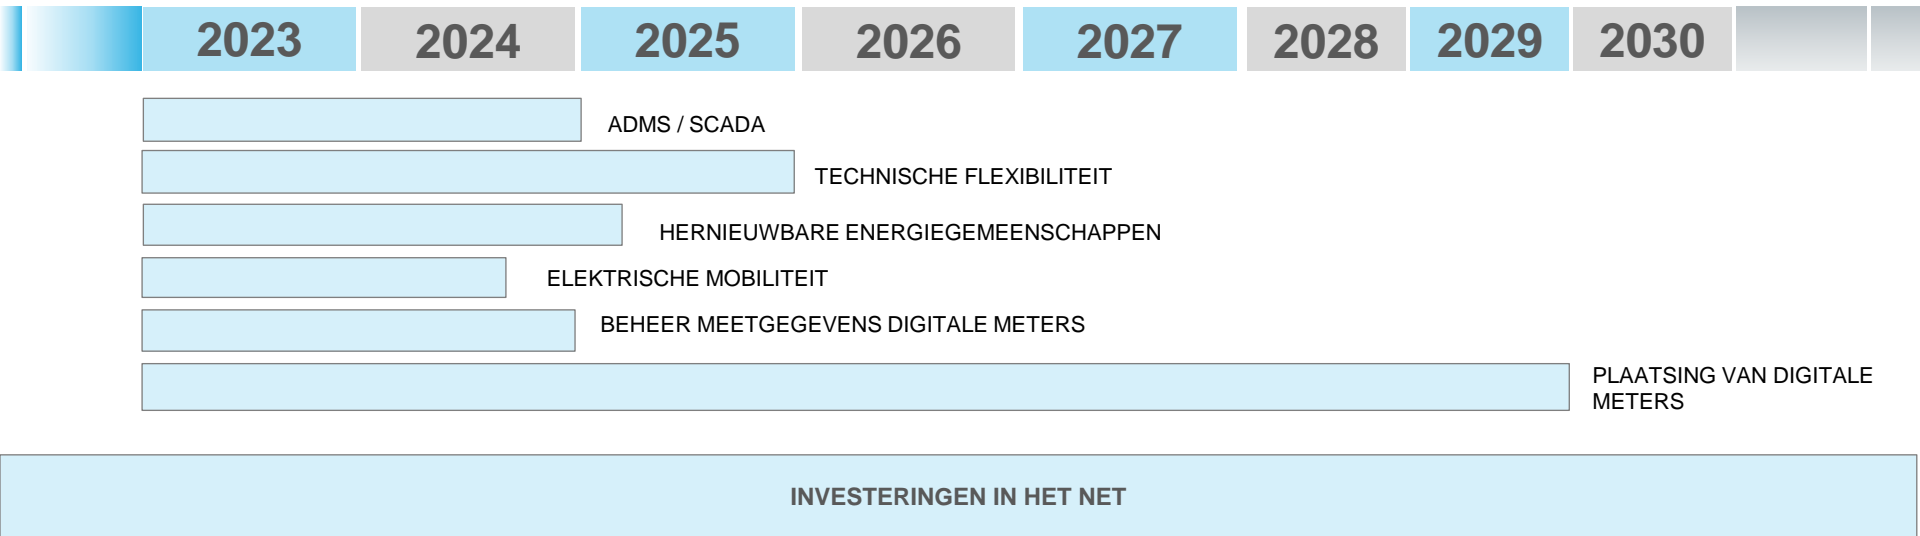 2023 2024 2025 2026 2027 2028 2029 2030
ADMS / SCADA
TECHNISCHE FLEXIBILITEIT
HERNIEUWBARE ENERGIEGEMEENSCHAPPEN
ELEKTRISCHE MOBILITEIT
BEHEER MEETGEGEVENS DIGITALE METERS
PLAATSING VAN DIGITALE
METERS
INVESTERINGEN IN HET NET